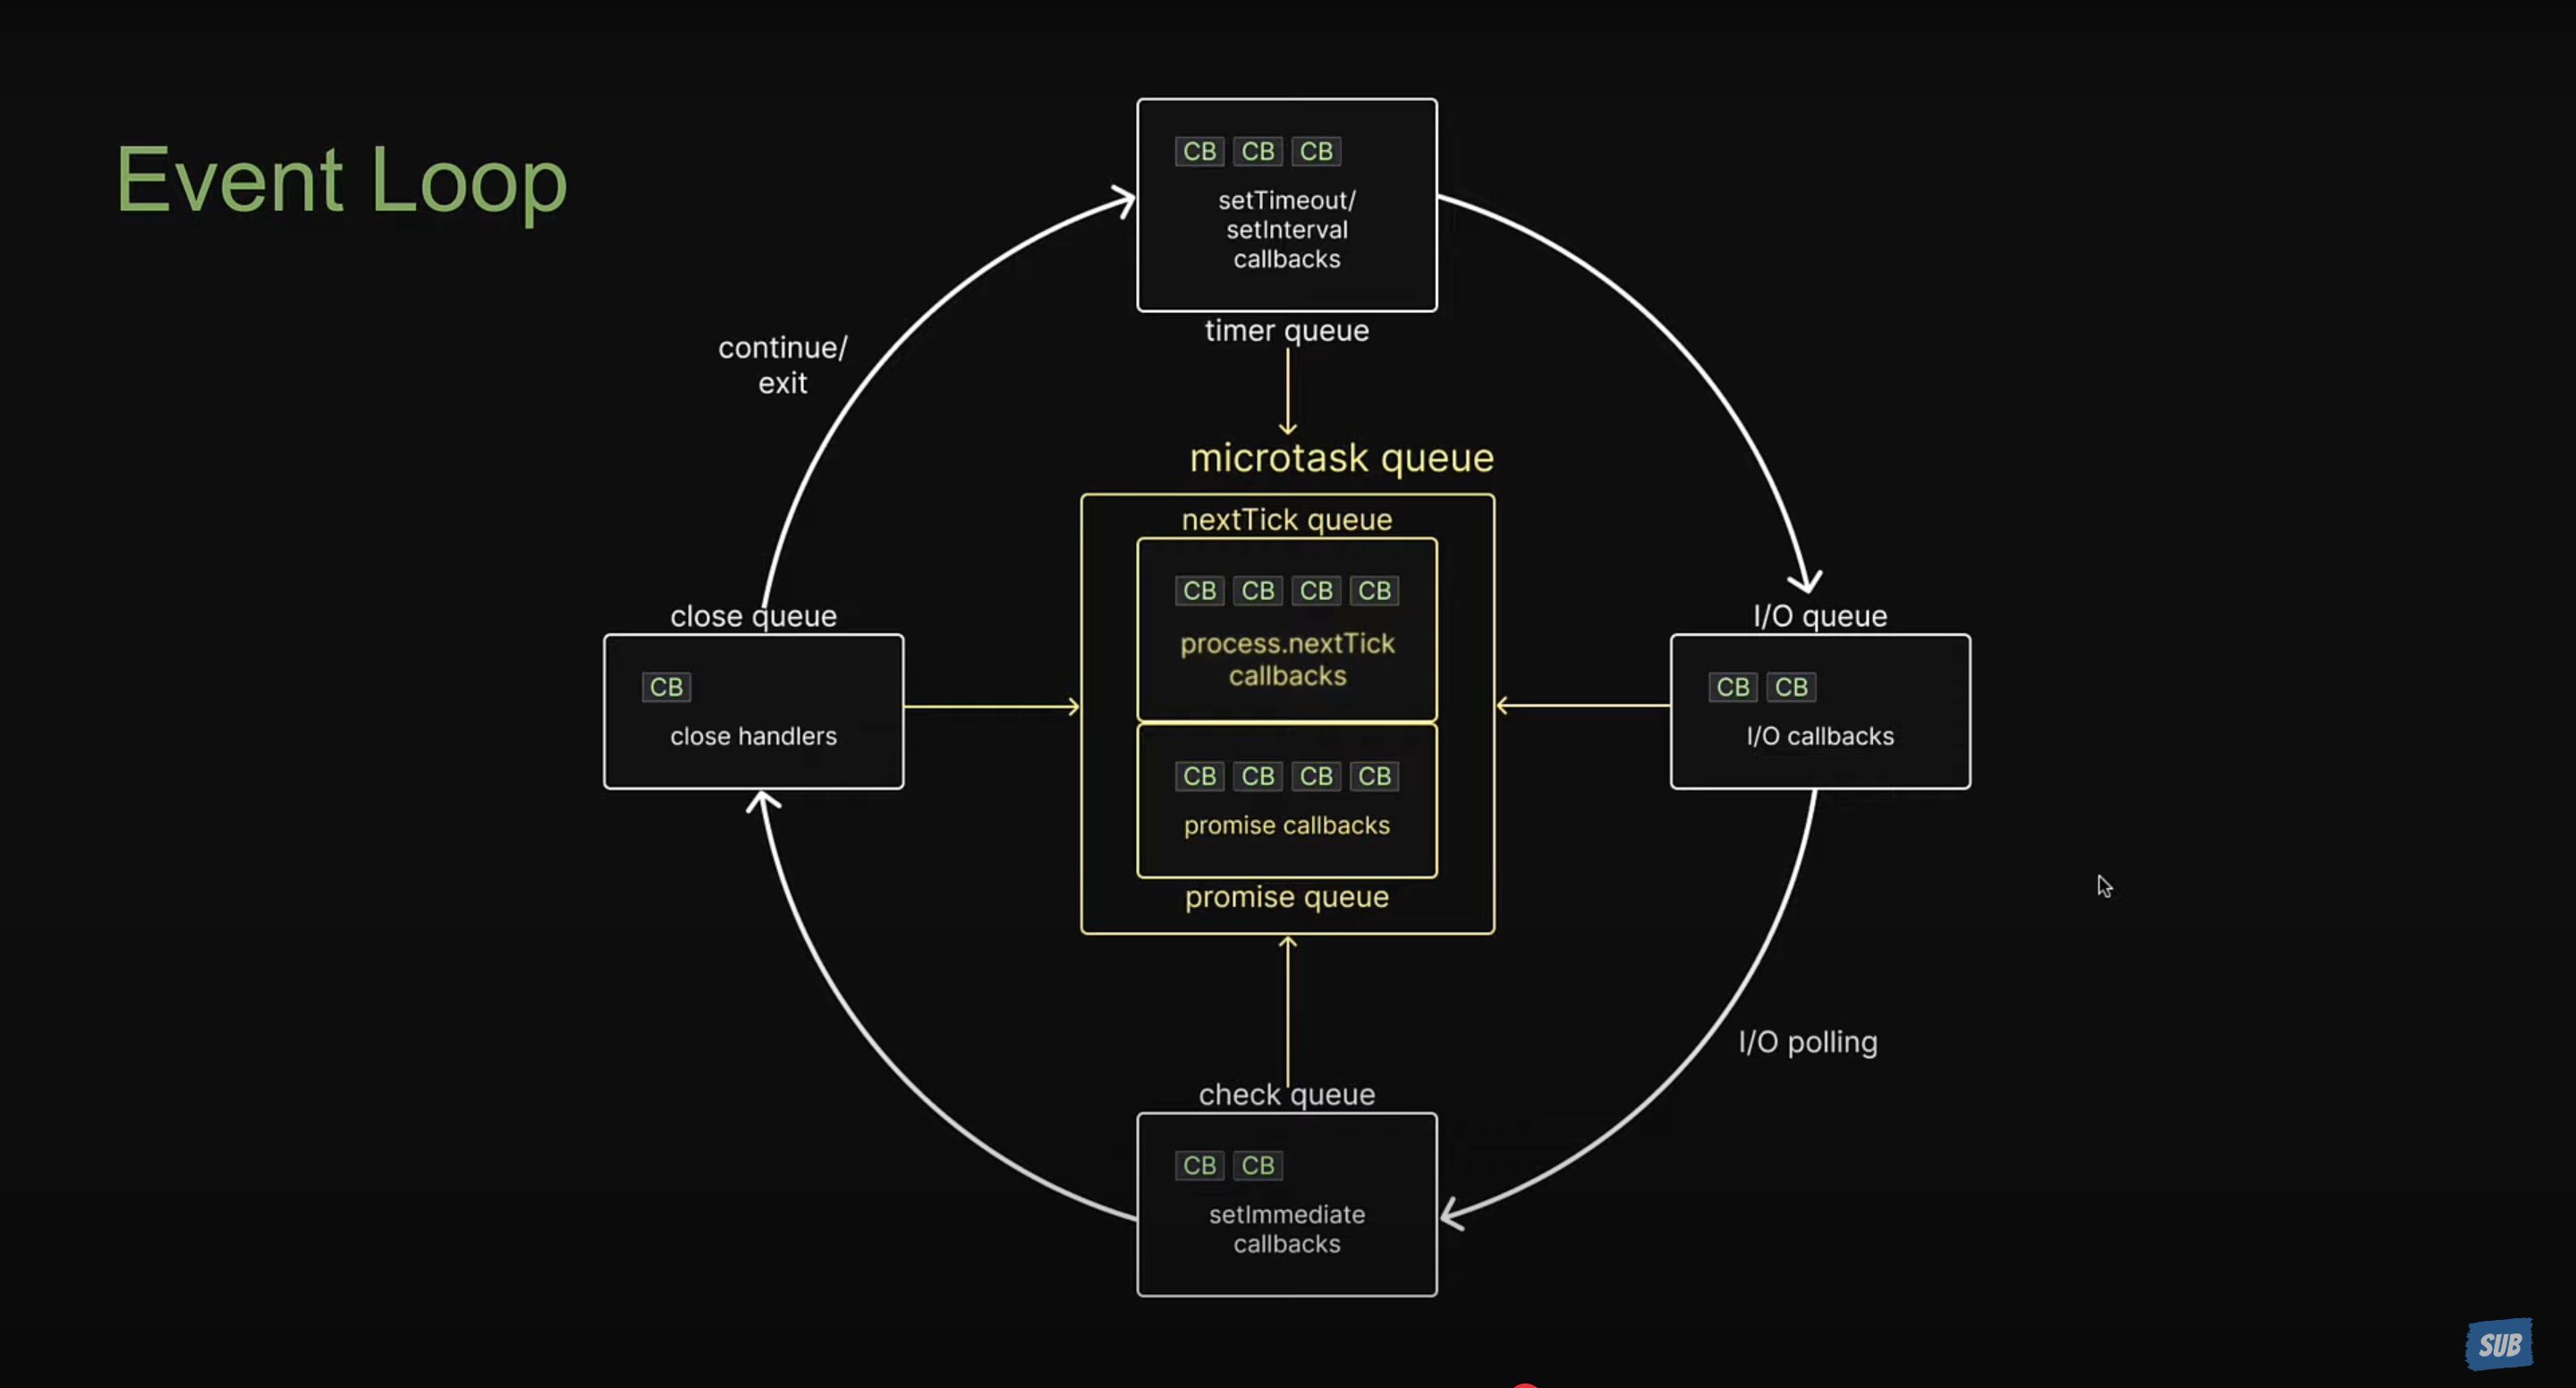 Event Loop
CB CB CB
setTimeout/
setInterval
callbacks
timer queue
continue/
exit
microtask queue
nextTick queue
CB CB CB CB
process.nextTick
callbacks
CB CB CB CB
promise callbacks
promise queue
close queue
CB
close handlers
I/O queue
CB CB
I/O callbacks
I/O polling
check queue
CB CB
setImmediate
callbacks
SUB